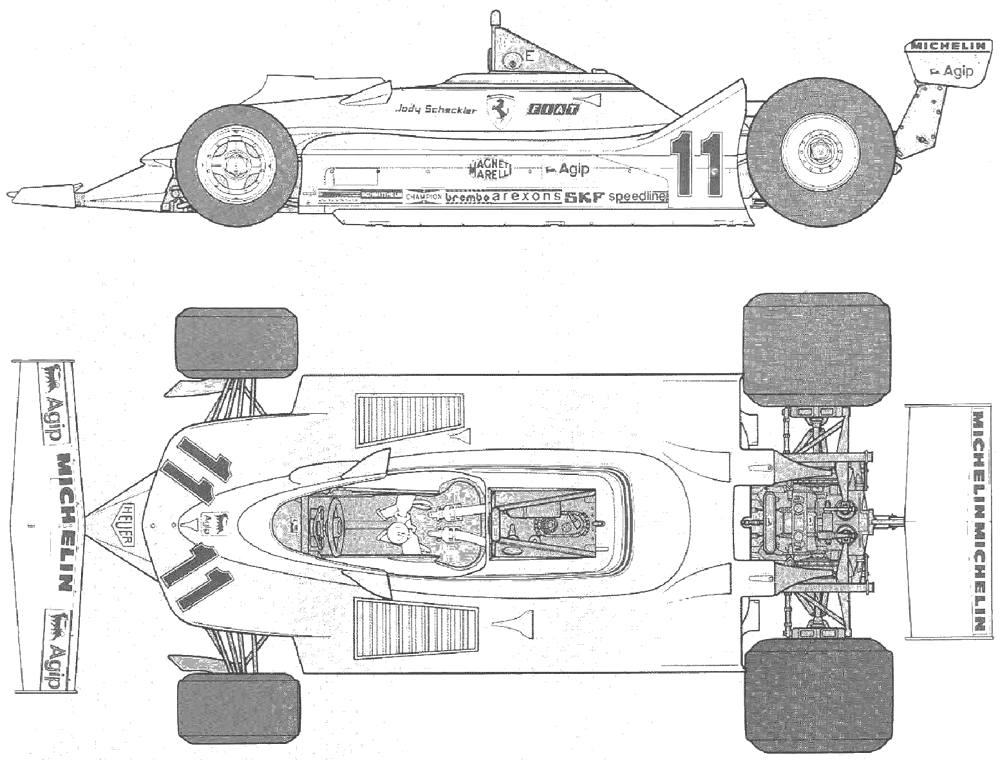 E
MICHELIN
Agip
Jody Scheckter
FIAT
11
MAGNETI
MARELLI
Agip
CHAMPION
brembo
arexons
SKF
speedline
Agip
MICHELIN
Agip
HEUER
11
Agip
11
MICHELIN MICHELIN